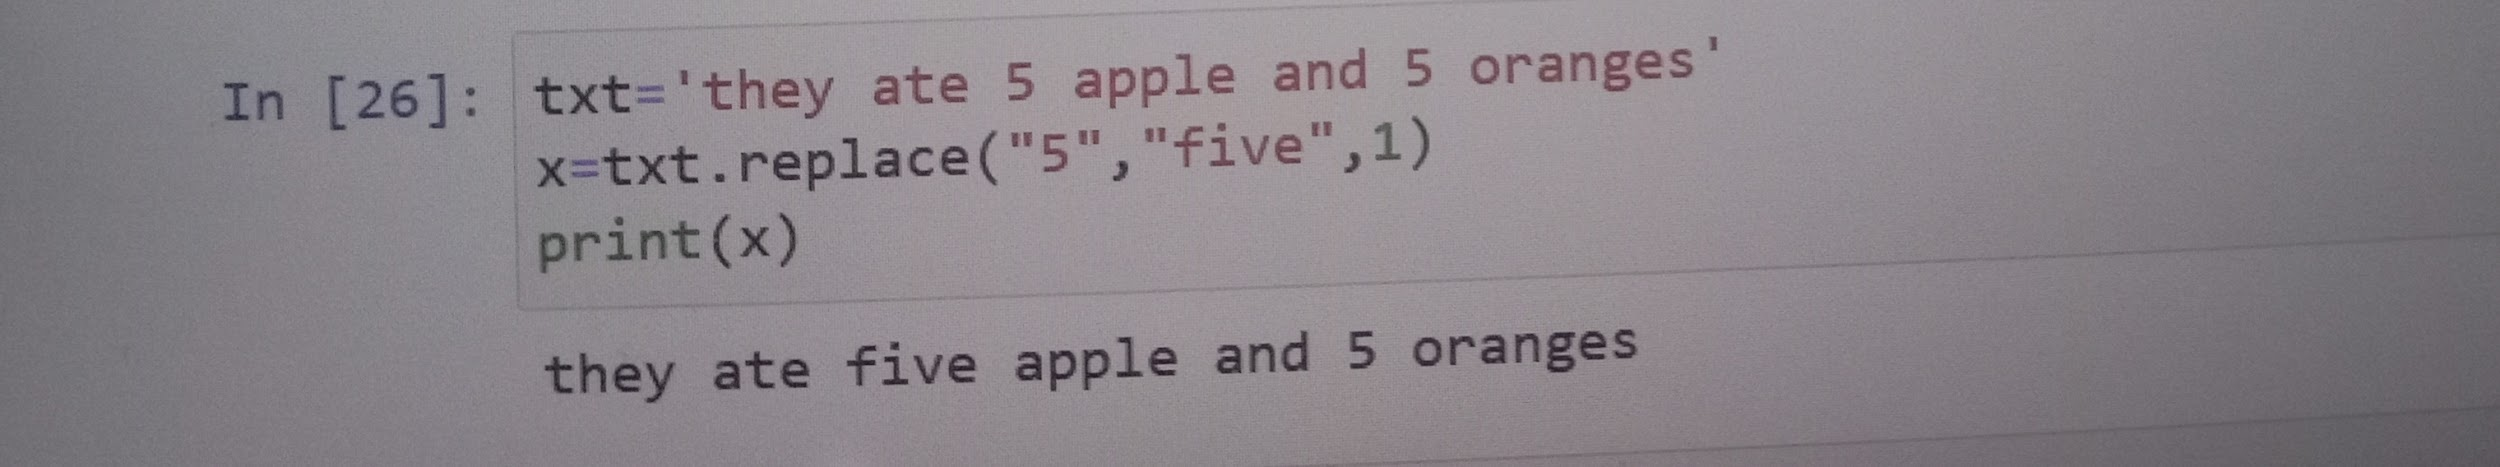 In [26]: txt='they ate 5 apple and 5 oranges'
x=txt.replace("5","five",1)
print(x)
they ate five apple and 5 oranges